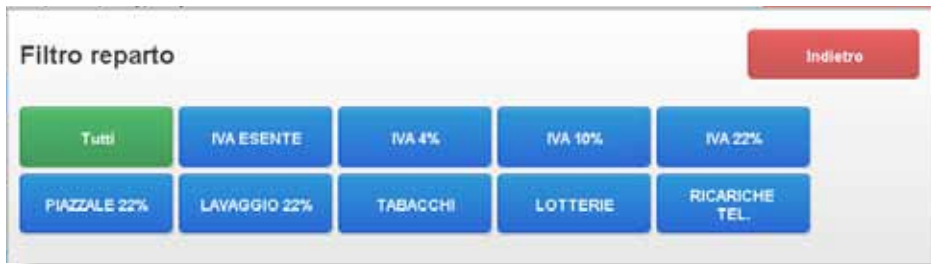 Filtro reparto
Indietro
Tutti
IVA ESENTE
IVA 4%
IVA 10%
IVA 22%
PIAZZALE 22%
LAVAGGIO 22%
TABACCHI
LOTTERIE
RICARICHE
TEL.